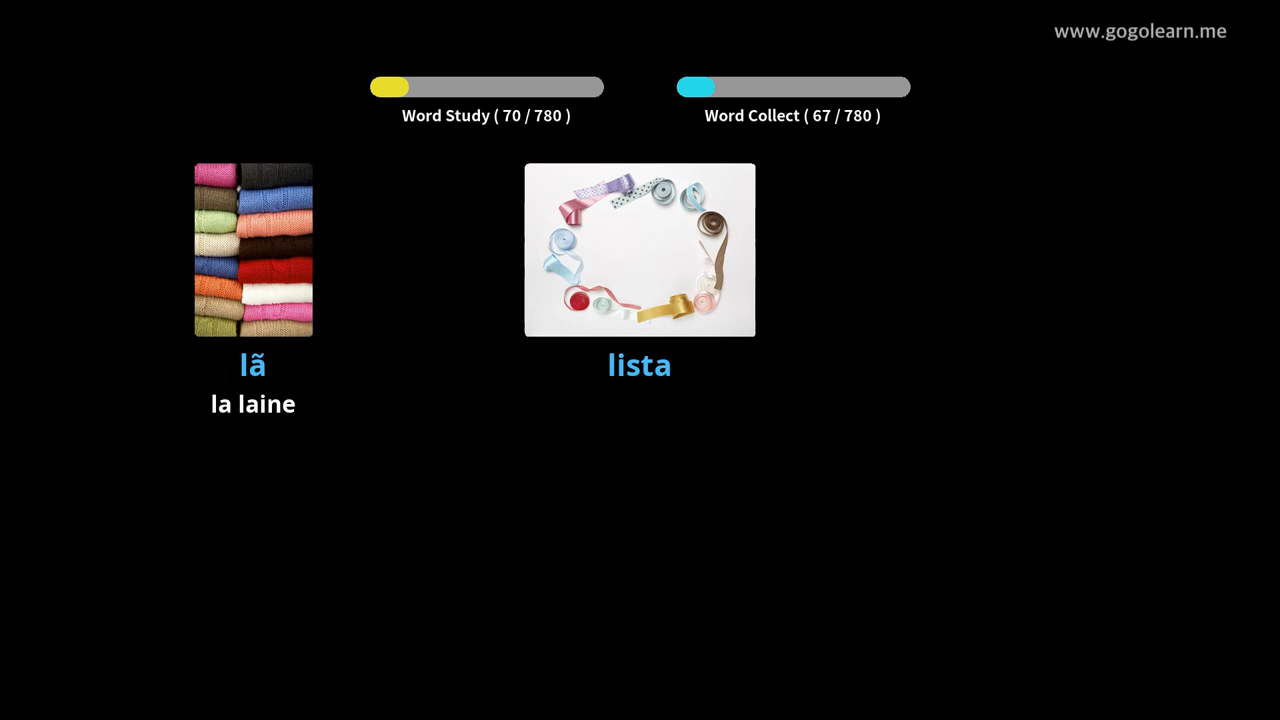 www.gogolearn.me
Word Study ( 70 / 780 )
Word Collect ( 67 / 780 )
lã
la laine
lista